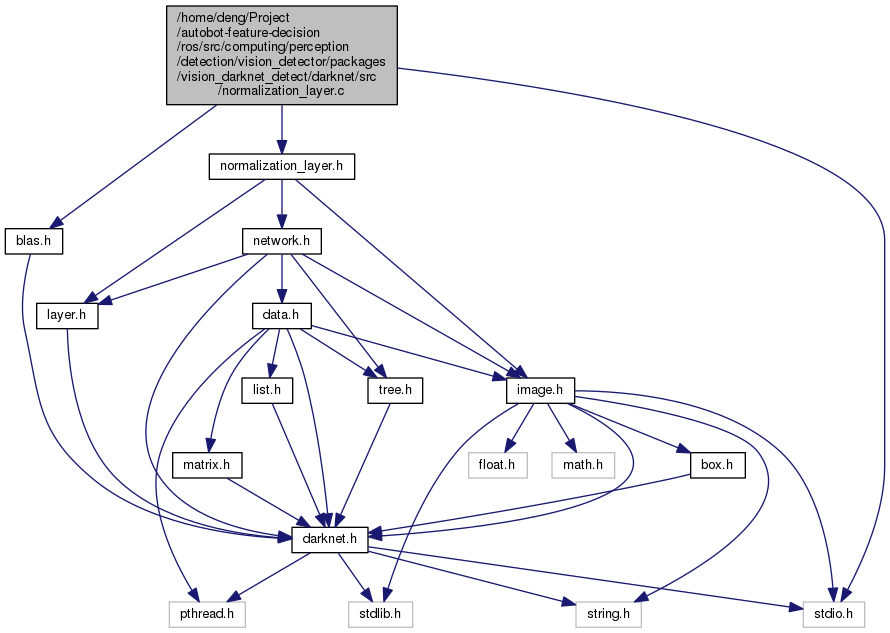 /home/deng/Project
/autobot-feature-decision
/ros/src/computing/perception
/detection/vision_detector/packages
/vision_darknet_detect/darknet/src
/normalization_layer.c
normalization_layer.h
blas.h
network.h
layer.h
data.h
list.h
tree.h
image.h
matrix.h
float.h
math.h
box.h
darknet.h
pthread.h
stdlib.h
string.h
stdio.h